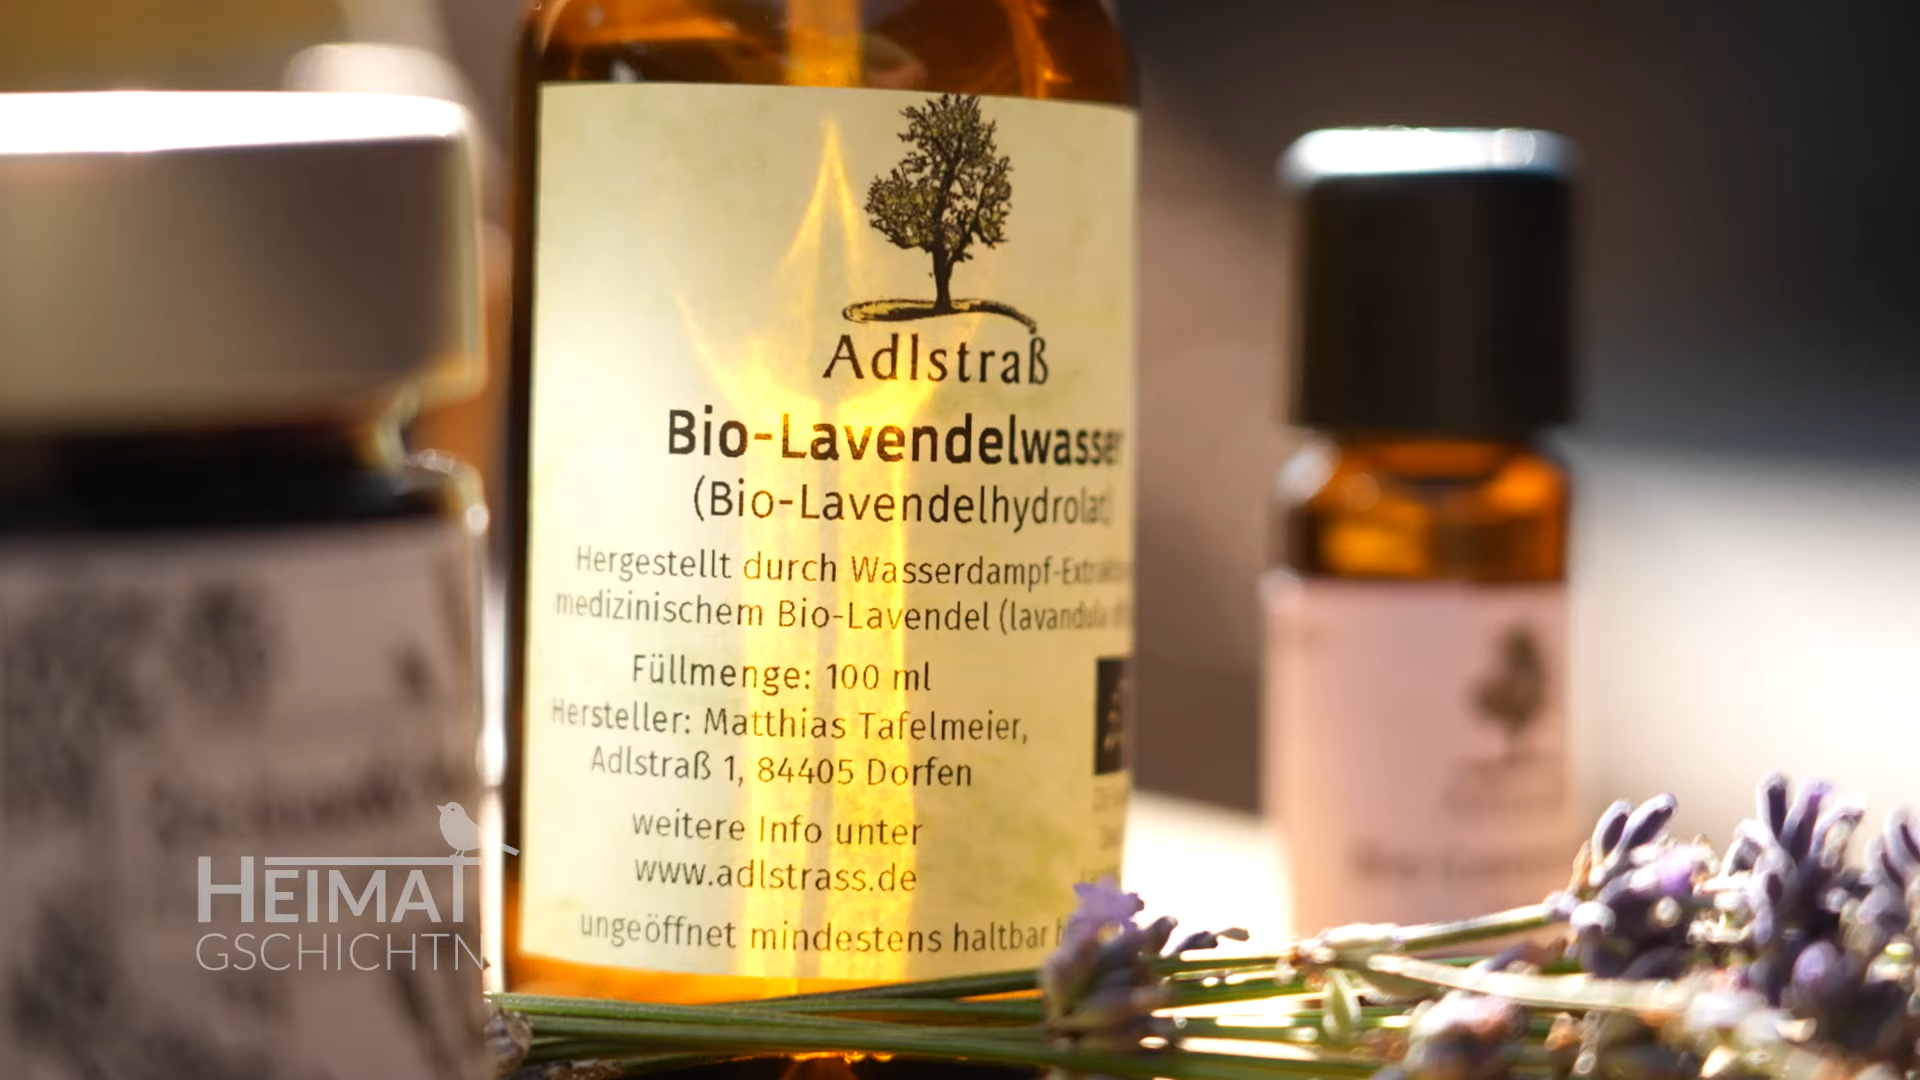 Adlstraß
Bio-Lavendelwasser
(Bio-Lavendelhydrolat)
Hergestellt durch Wasserdampf-
medizinischem Bio-Lavendel
Füllmenge: 100 ml
Hersteller: Matthias Tafelmeier,
Adlstraß 1, 84405 Dorfen
weitere Info unter
www.adlstrass.de
ungeöffnet mindestens haltbar
HEIMAT
GSCHICHTN